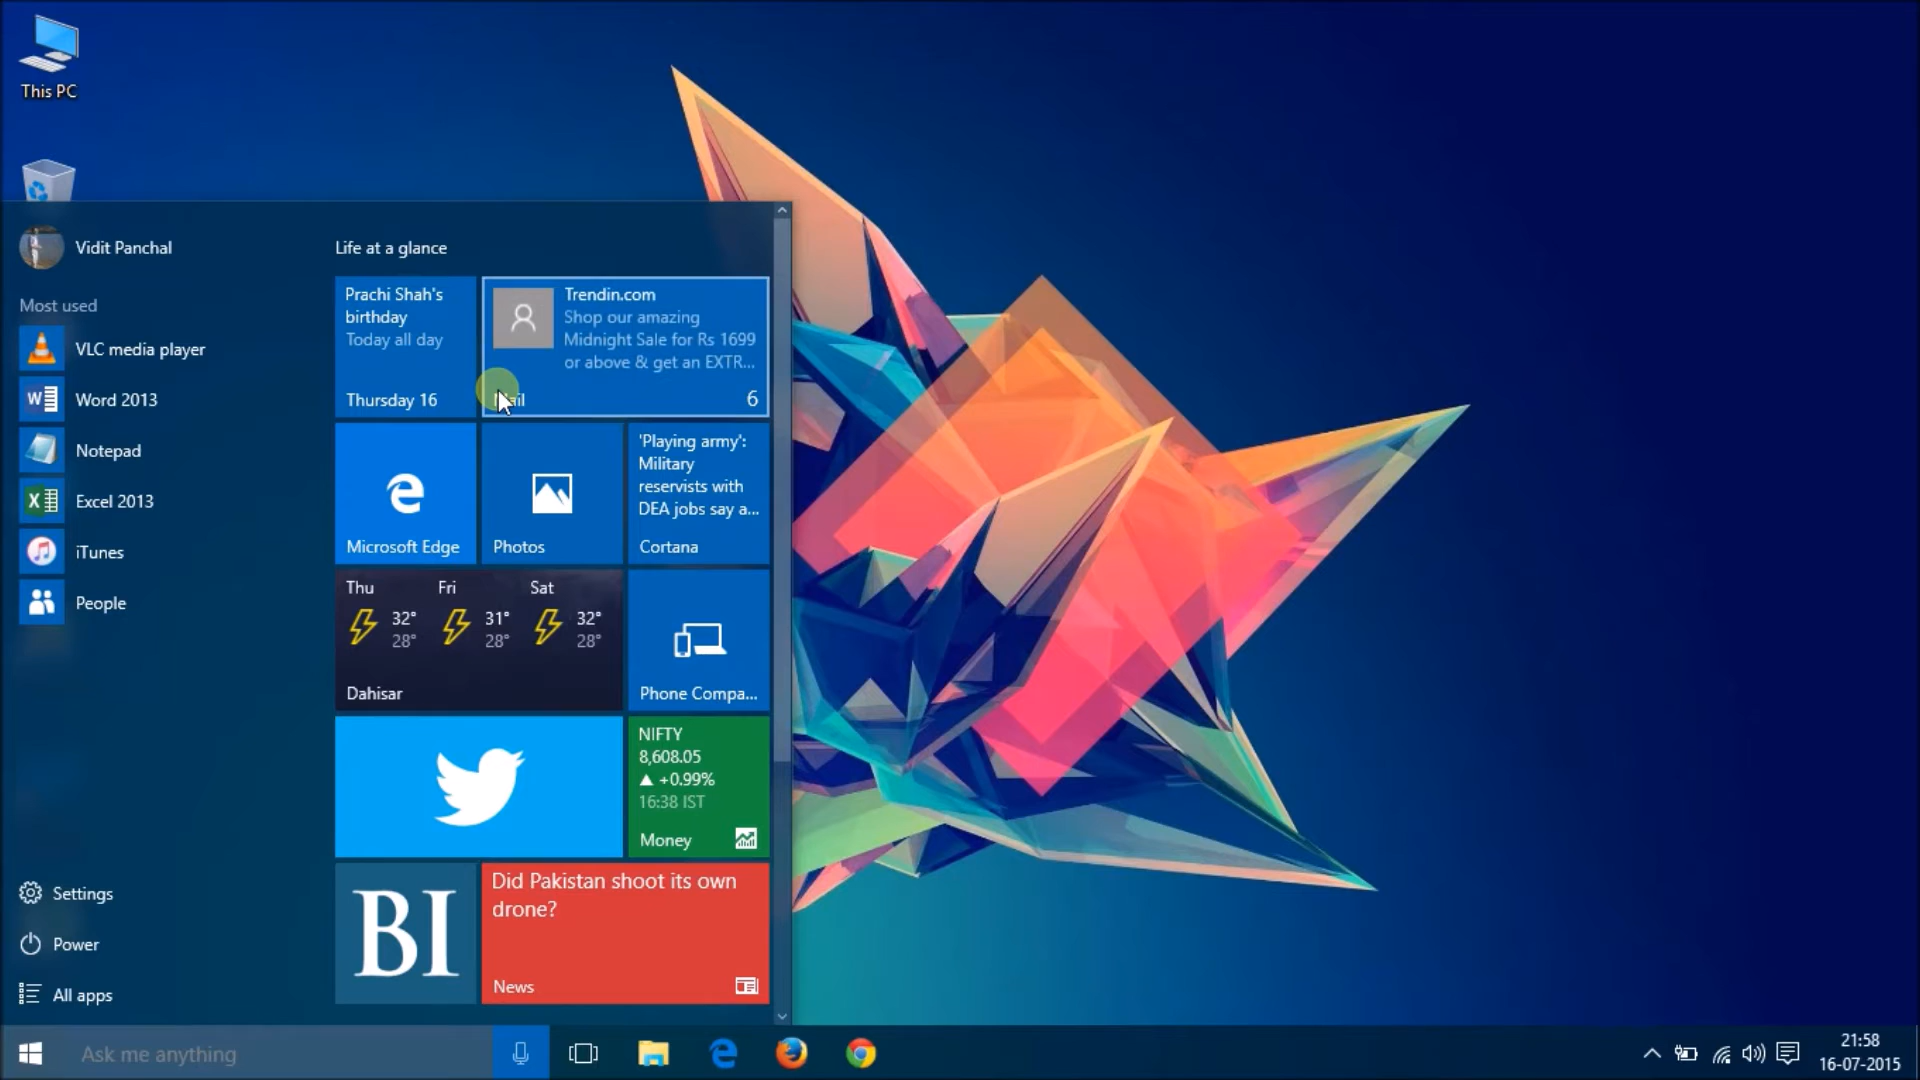 This PC
Vidit Panchal
Most used
VLC media player
Word 2013
Notepad
Excel 2013
iTunes
People
Settings
Power
All apps
Life at a glance
Prachi Shah's
birthday
Today all day
Thursday 16
Trendin.com
Shop our amazing
Midnight Sale for Rs 1699
or above & get an EXTR...
Mail
6
Microsoft Edge
Photos
'Playing army':
Military
reservists with
DEA jobs say a...
Cortana
Thu Fri Sat
32° 31° 32°
28° 28° 28°
Dahisar
Phone Compa...
NIFTY
8,608.05
▲ +0.99%
16:38 IST
Money
BI
Did Pakistan shoot its own
drone?
News
Ask me anything
21:58
16-07-2015